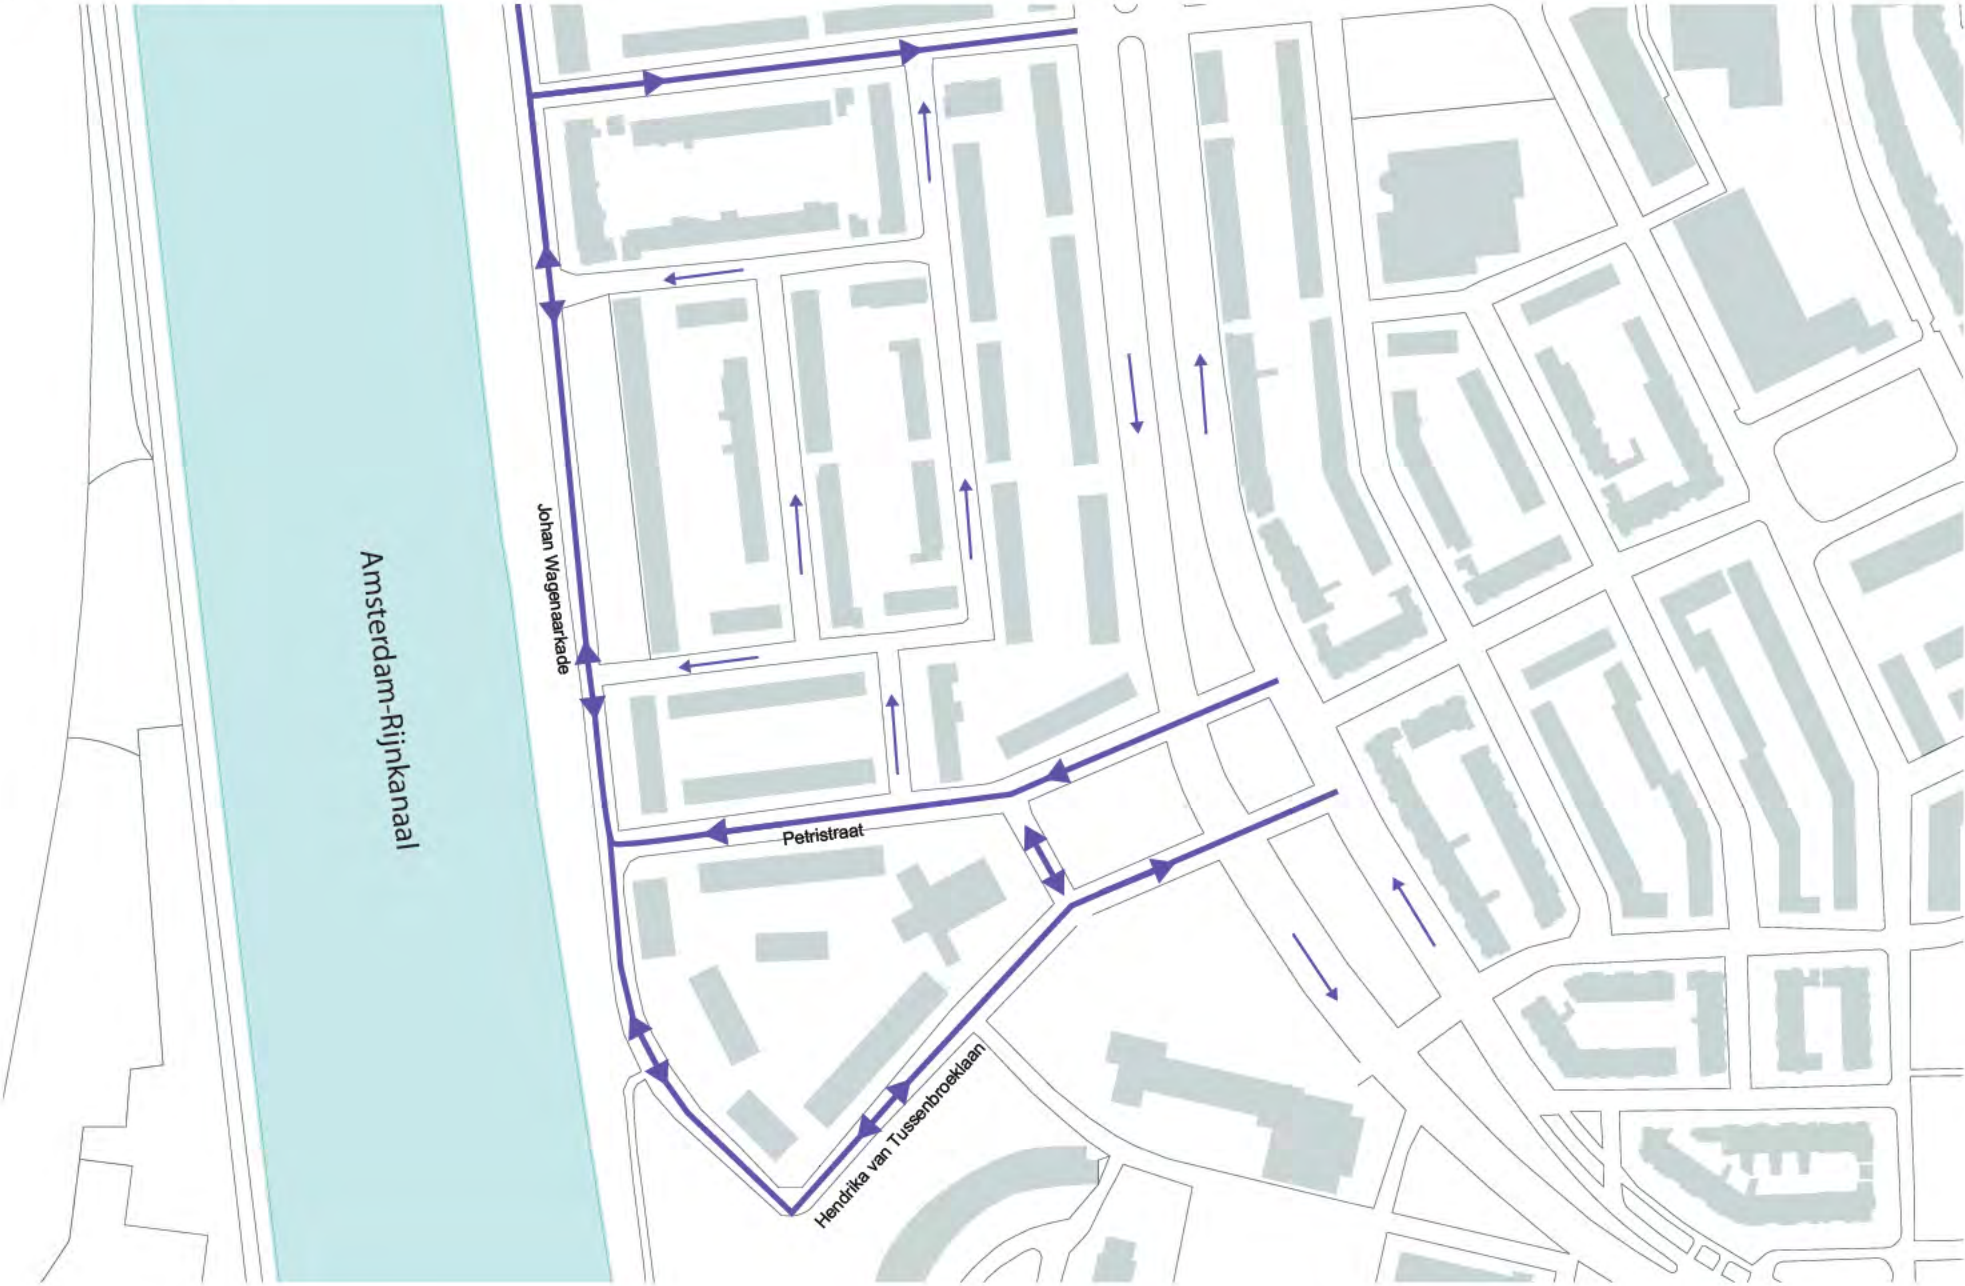 Johan Wagenaarkade
Amsterdam-Rijnkanaal
Petristraat
Hendrika van Tussenbroeklaan